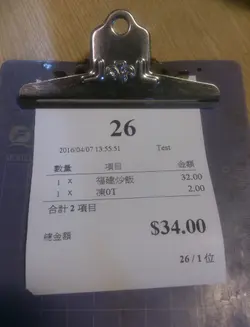 26
2016/04/07 13:55:51 Test
數量 項目 金額
1 x 福建炒飯 32.00
1 x 凍0T 2.00
合計 2 項目
總金額 $34.00
26 / 1 位